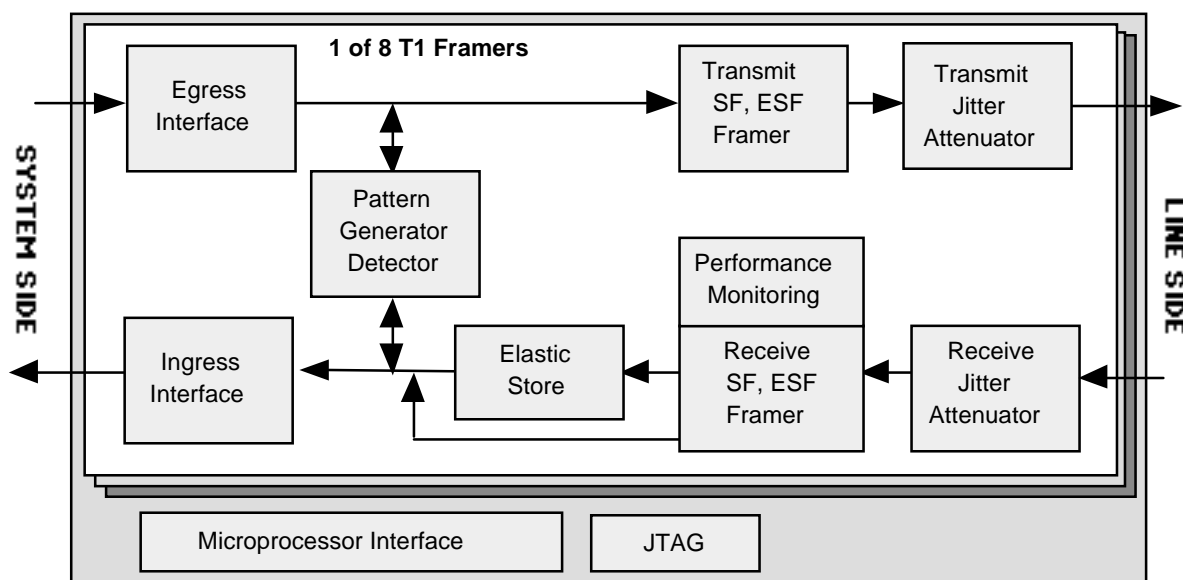 1 of 8 T1 Framers
Egress
Interface
Transmit
SF, ESF
Framer
Transmit
Jitter
Attenuator
SYSTEM SIDE
LINE SIDE
Pattern
Generator
Detector
Performance
Monitoring
Ingress
Interface
Elastic
Store
Receive
SF, ESF
Framer
Receive
Jitter
Attenuator
Microprocessor Interface
JTAG